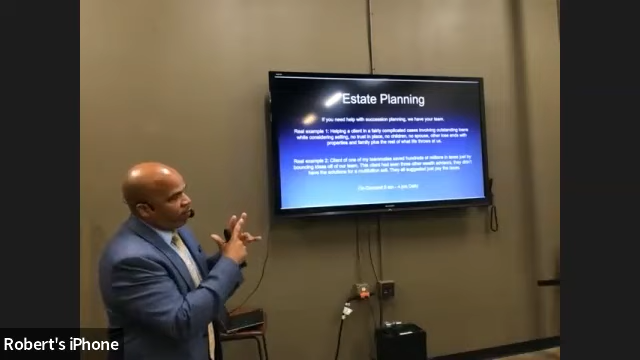 Estate Planning
If you need help with succession planning, we have your team.
Real example 1: Helping a client in a fairly complicated cases involving outstanding loans
while considering selling, no trust in place, no children, no spouse, other lose ends with
properties and family plus the rest of what life throws at us.
Real example 2: Client of one of my teammates saved hundreds of millions in taxes just by
bouncing ideas off of our team. This client had even three other wealth advisors, they didn't
have the solutions for a multimillion exit. They all suggested just pay the taxes.
Robert's iPhone